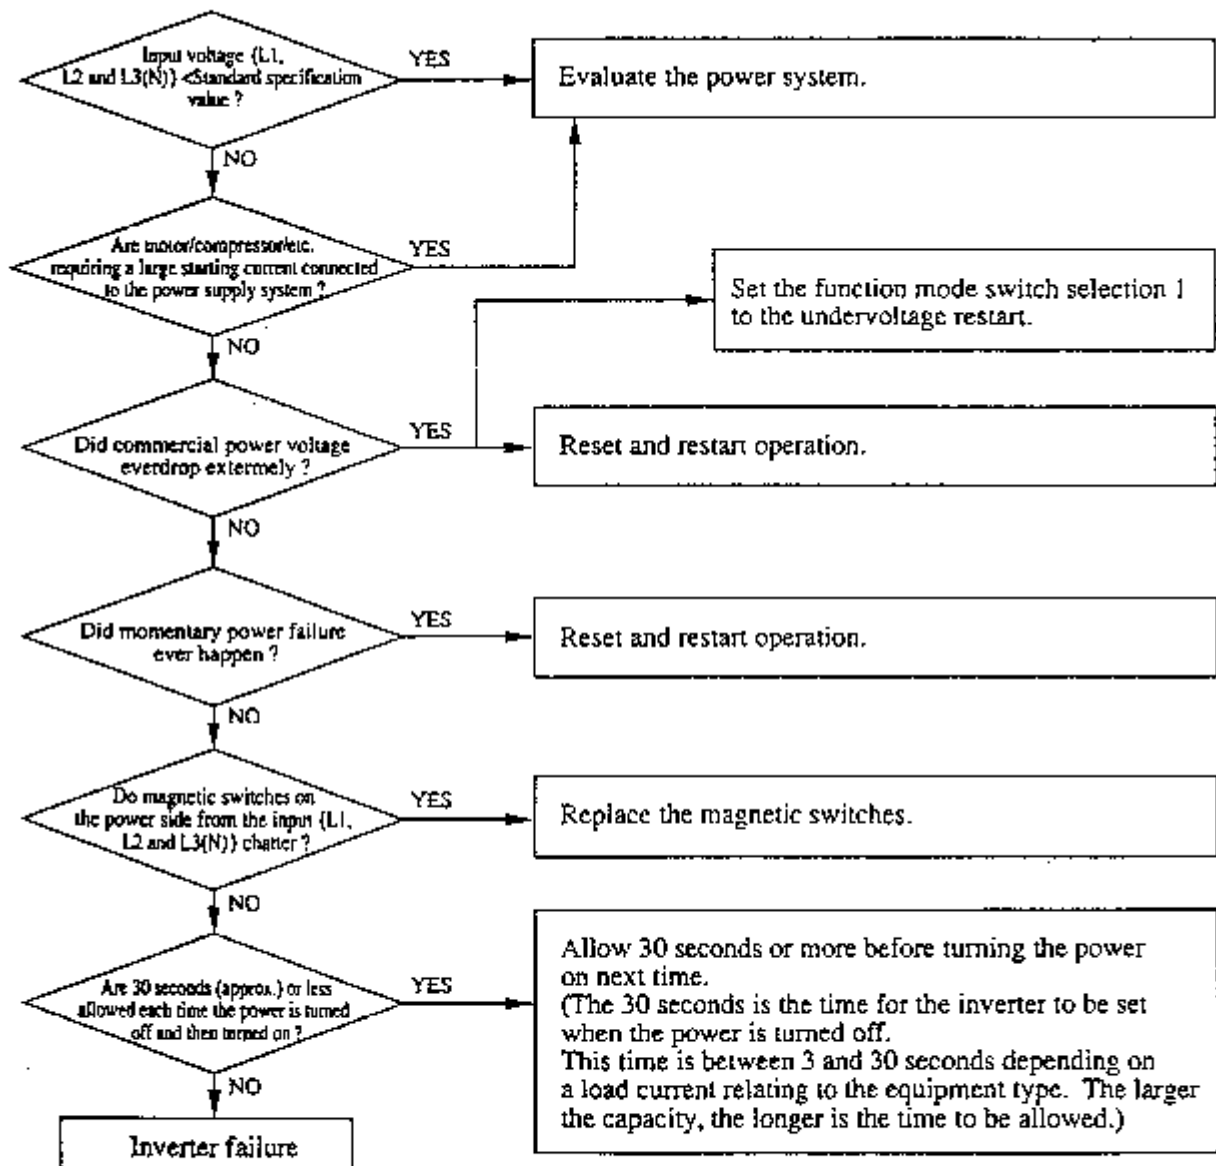 Input voltage {L1,
L2 and L3(N)} <Standard specification
value ?
YES
Evaluate the power system.
NO
Are motor/compressor/etc.
requiring a large starting current connected
to the power supply system ?
YES
Set the function mode switch selection 1
to the undervoltage restart.
NO
Did commercial power voltage
everdrop extermely ?
YES
Reset and restart operation.
NO
Did momentary power failure
ever happen ?
YES
Reset and restart operation.
NO
Do magnetic switches on
the power side from the input {L1,
L2 and L3(N)} chatter ?
YES
Replace the magnetic switches.
NO
Are 30 seconds (approx.) or less
allowed each time the power is turned
off and then turned on ?
YES
Allow 30 seconds or more before turning the power
on next time.
(The 30 seconds is the time for the inverter to be set
when the power is turned off.
This time is between 3 and 30 seconds depending on
a load current relating to the equipment type. The larger
the capacity, the longer is the time to be allowed.)
NO
Inverter failure